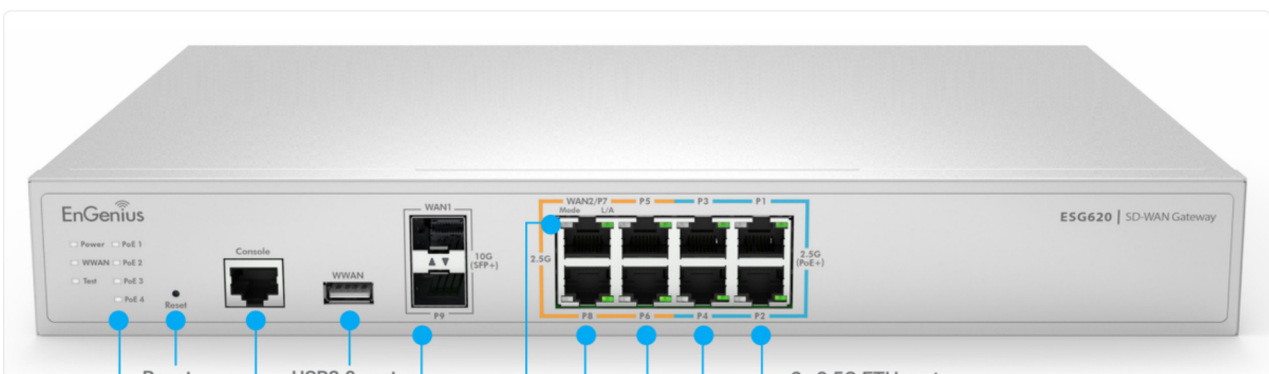 EnGenius
Power PoE 1
WWAN PoE 2
Test PoE 3
PoE 4
Reset
Console
WWAN
WAN1
10G
(SFP+)
P9
WAN2/P7 P5 P3 P1
Mode L/A
2.5G
2.5G
(PoE+)
P8 P6 P4 P2
ESG620 | SD-WAN Gateway